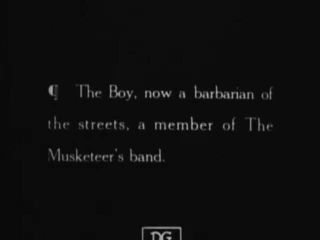 ¶ The Boy, now a barbarian of
the streets, a member of The
Musketeer's band.
DG